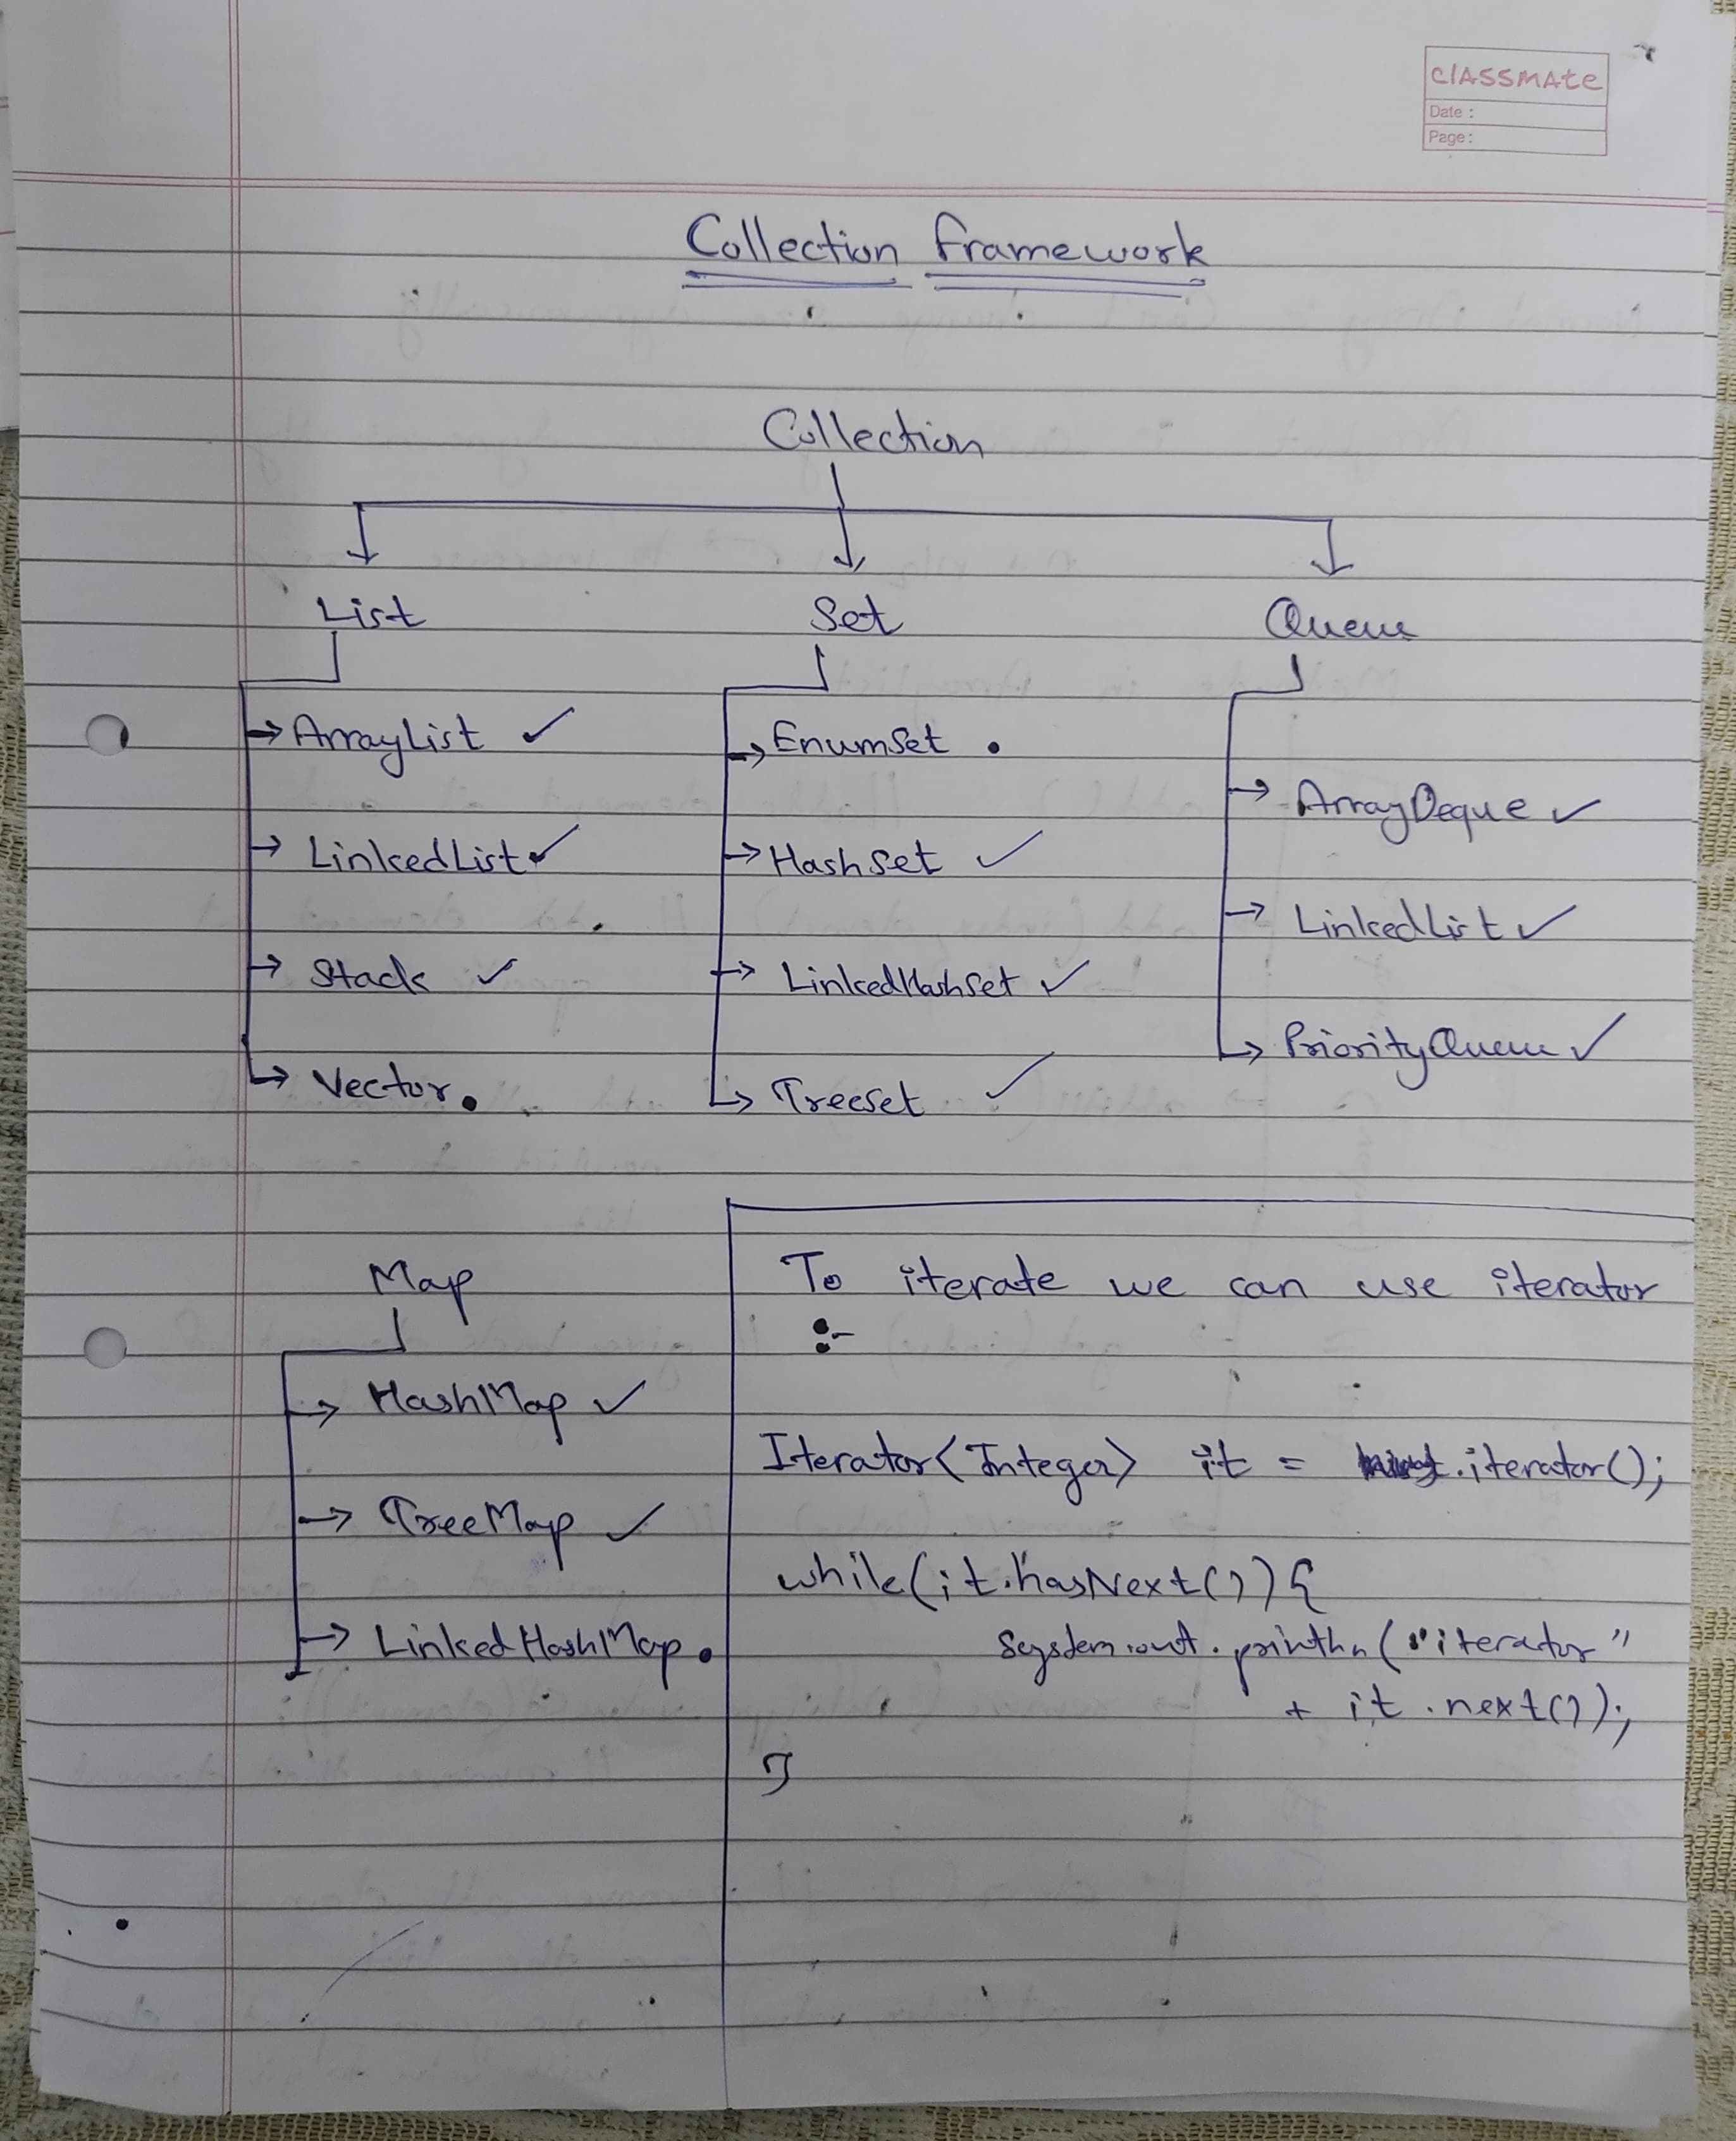 classmate
Date :
Page :
Collection Framework
Collection
List
Set
Queue
→ ArrayList ✓
→ LinkedList ✓
→ Stack ✓
→ Vector •
→ EnumSet •
→ HashSet ✓
→ LinkedHashSet ✓
→ TreeSet ✓
→ ArrayDeque ✓
→ LinkedList ✓
→ PriorityQueue ✓
Map
→ HashMap ✓
→ TreeMap ✓
→ LinkedHashMap •
To iterate we can use iterator
:-
Iterator<Integer> it = .iterator();
while(it.hasNext()){
System.out.println("iterator"
+ it.next());
}